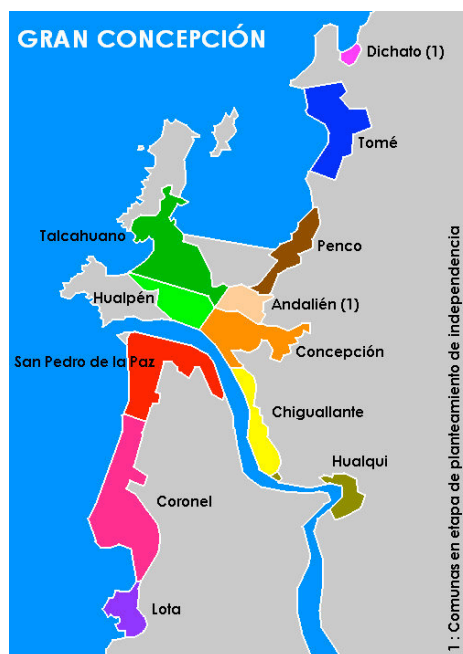 GRAN CONCEPCIÓN
Dichato (1)
Tomé
Talcahuano
Penco
Hualpén
Andalién (1)
San Pedro de la Paz
Concepción
Chiguallante
Hualqui
Coronel
Lota
1 : Comunas en etapa de planteamiento de independencia